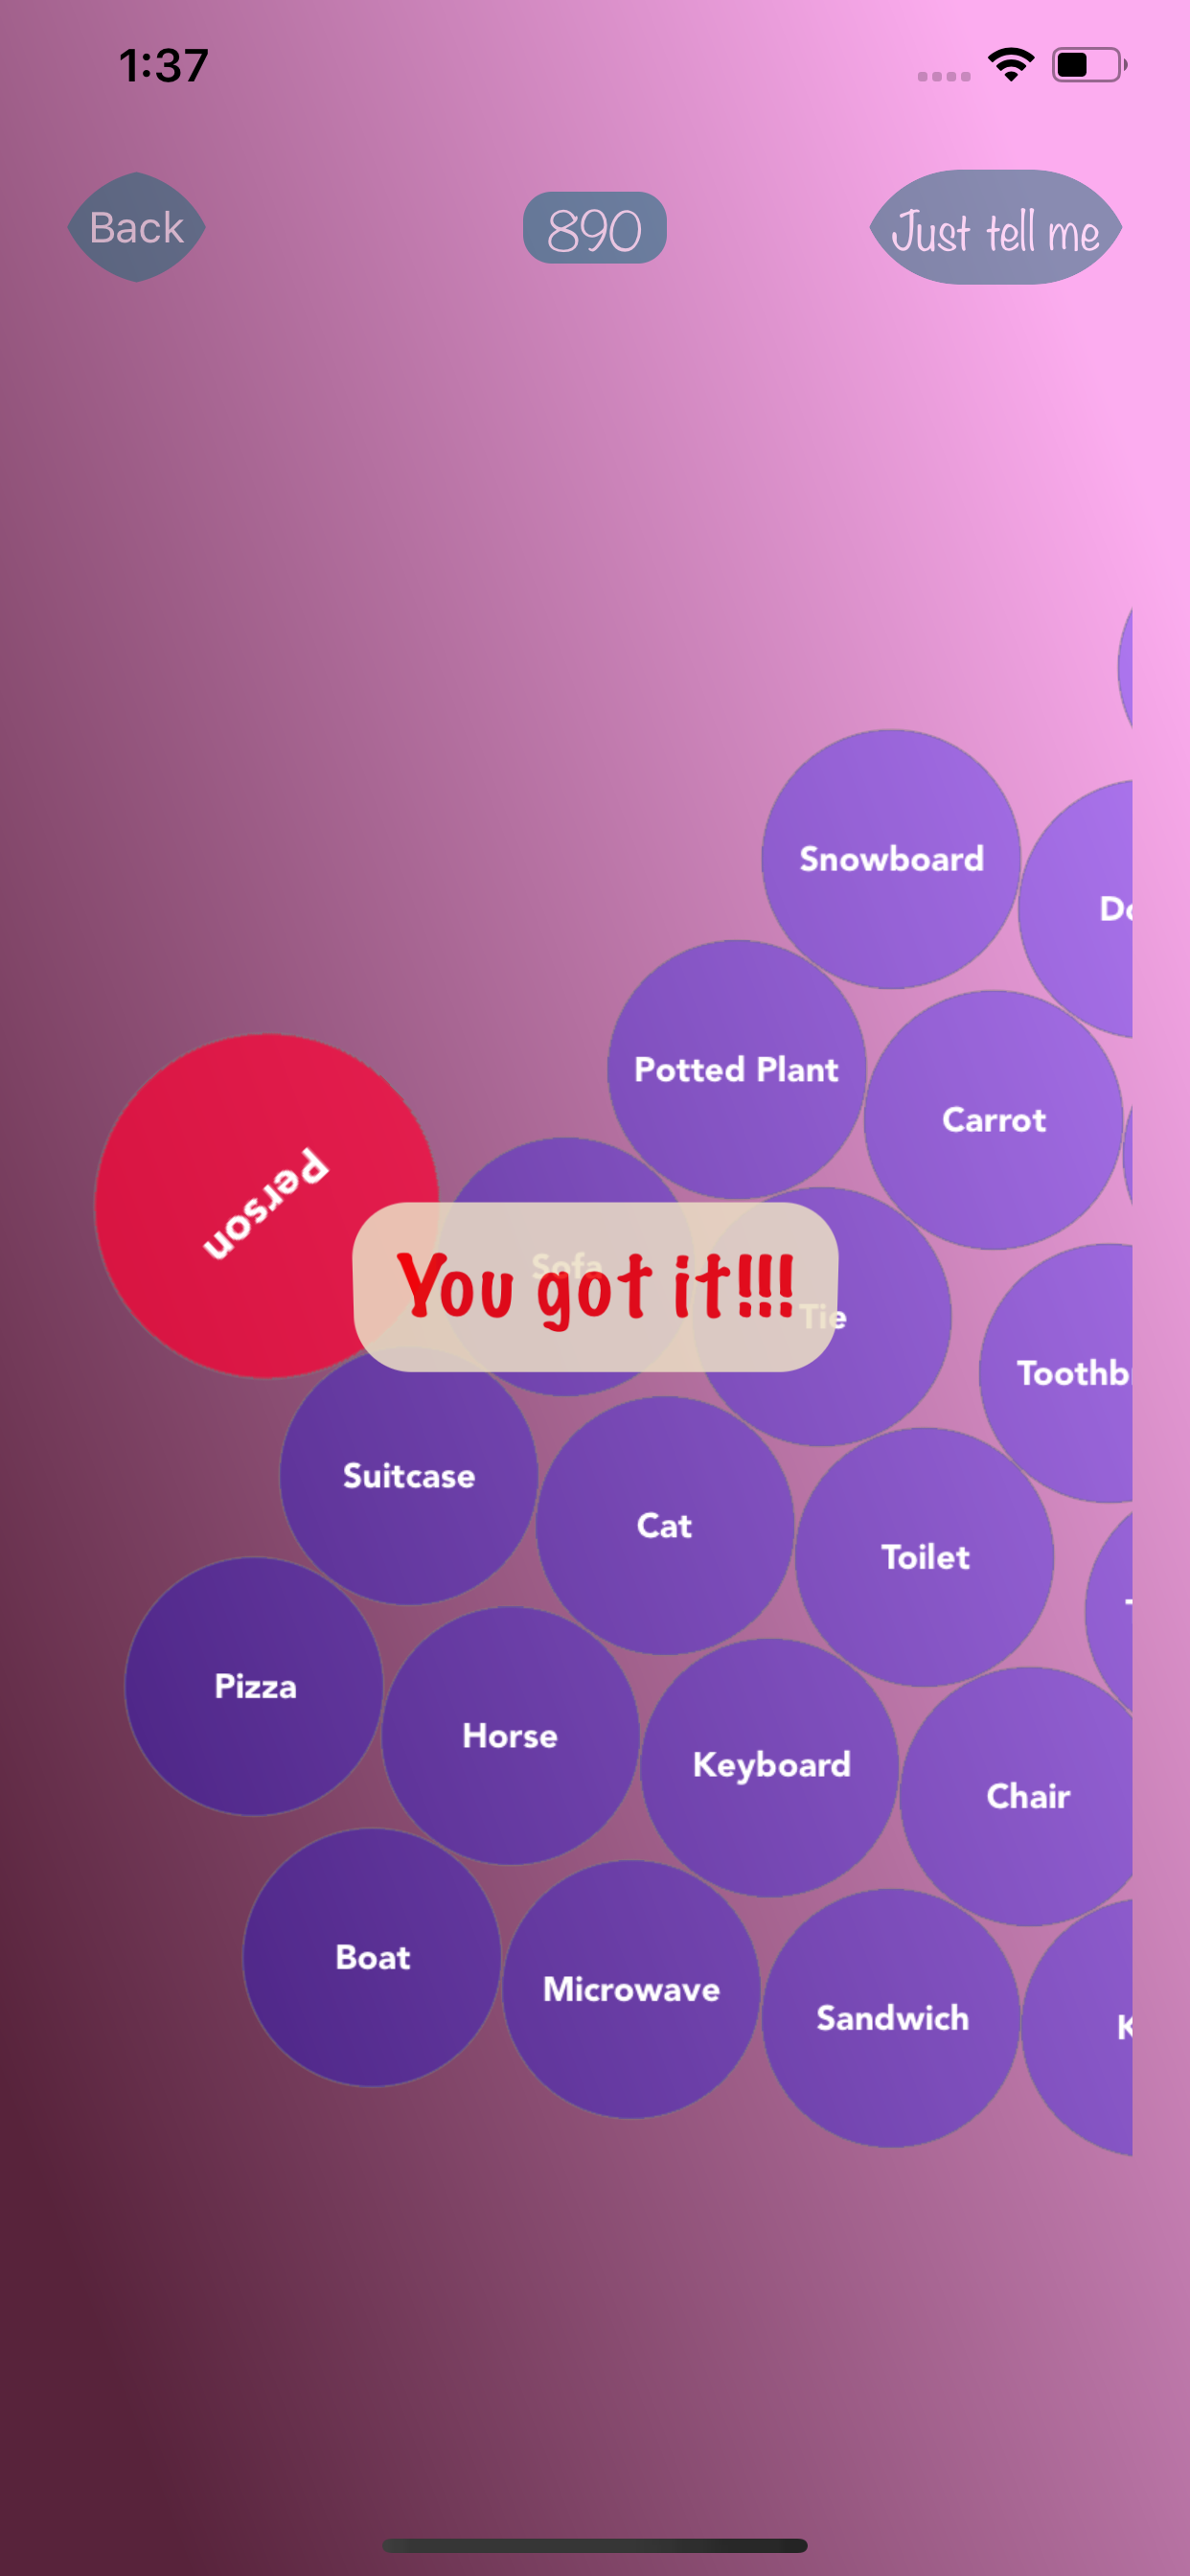 1:37
Back
890
Just tell me
Snowboard
Potted Plant
Carrot
Person
Sofa
You got it!!!
Tie
Suitcase
Cat
Toilet
Pizza
Horse
Keyboard
Chair
Boat
Microwave
Sandwich